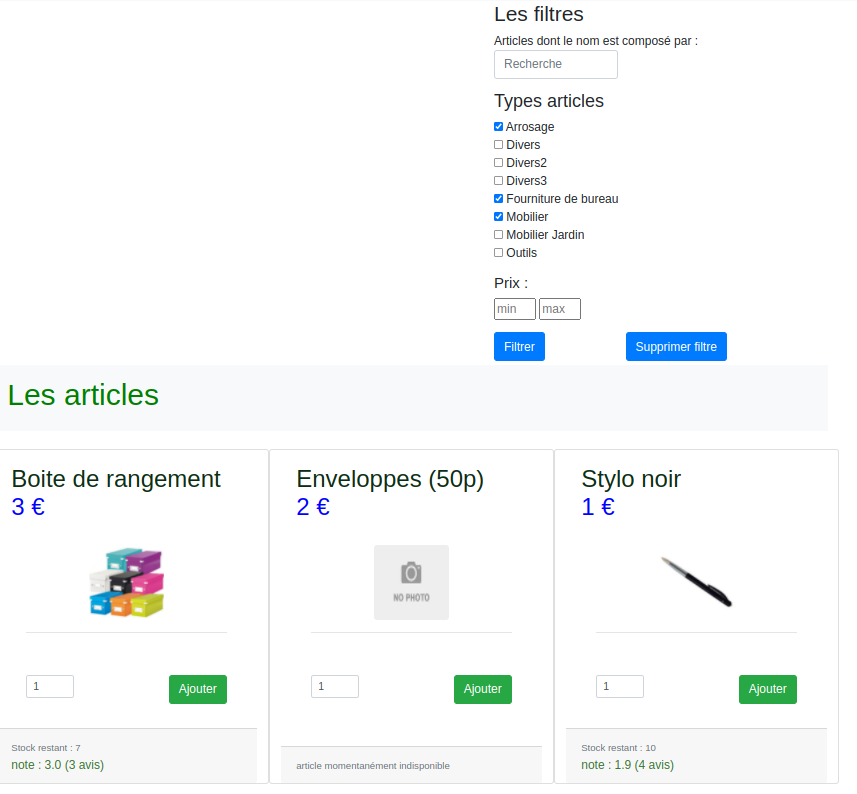 Les filtres
Articles dont le nom est composé par :
Recherche
Types articles
Arrosage
Divers
Divers2
Divers3
Fourniture de bureau
Mobilier
Mobilier Jardin
Outils
Prix :
min max
Filtrer Supprimer filtre
Les articles
Boite de rangement
3 €
1 Ajouter
Stock restant : 7
note : 3.0 (3 avis)
Enveloppes (50p)
2 €
NO PHOTO
1 Ajouter
article momentanément indisponible
Stylo noir
1 €
1 Ajouter
Stock restant : 10
note : 1.9 (4 avis)